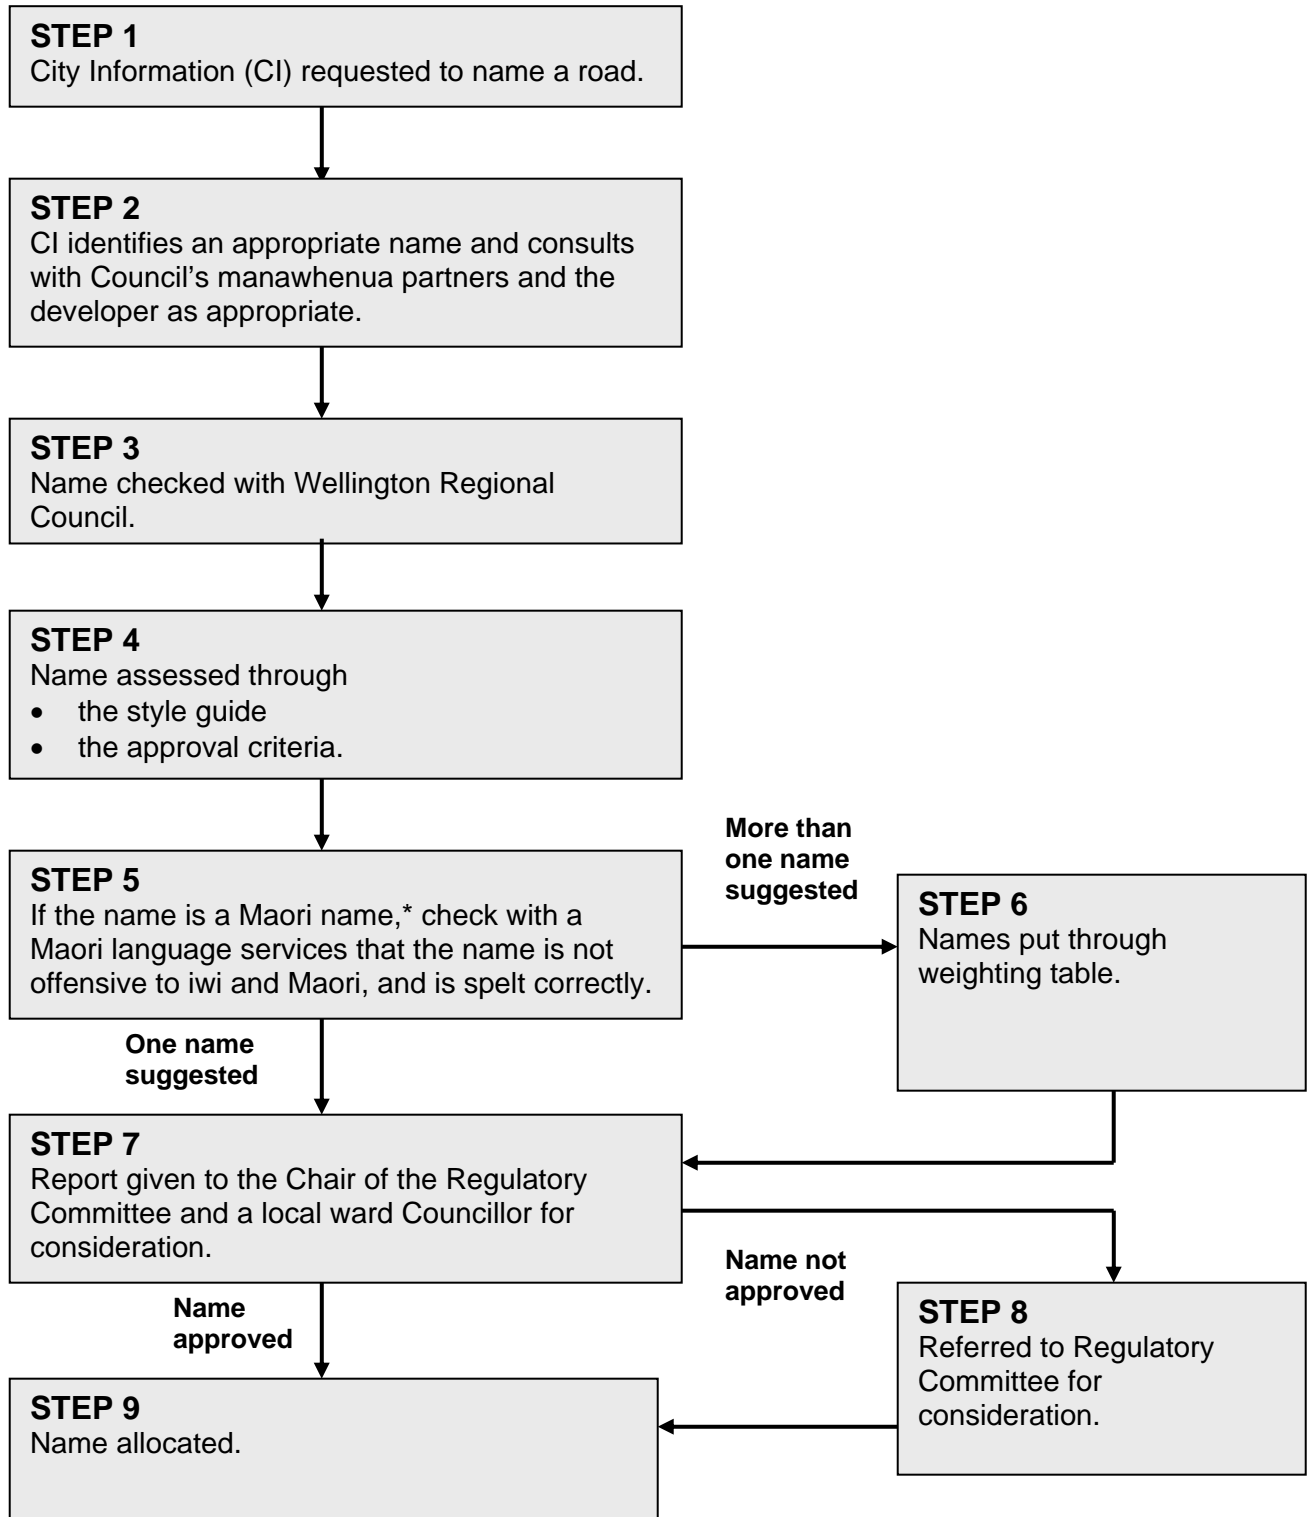 STEP 1
City Information (CI) requested to name a road.
STEP 2
CI identifies an appropriate name and consults
with Council’s manawhenua partners and the
developer as appropriate.
STEP 3
Name checked with Wellington Regional
Council.
STEP 4
Name assessed through
• the style guide
• the approval criteria.
STEP 5
If the name is a Maori name,* check with a
Maori language services that the name is not
offensive to iwi and Maori, and is spelt correctly.
More than
one name
suggested
STEP 6
Names put through
weighting table.
One name
suggested
STEP 7
Report given to the Chair of the Regulatory
Committee and a local ward Councillor for
consideration.
Name not
approved
STEP 8
Referred to Regulatory
Committee for
consideration.
Name
approved
STEP 9
Name allocated.